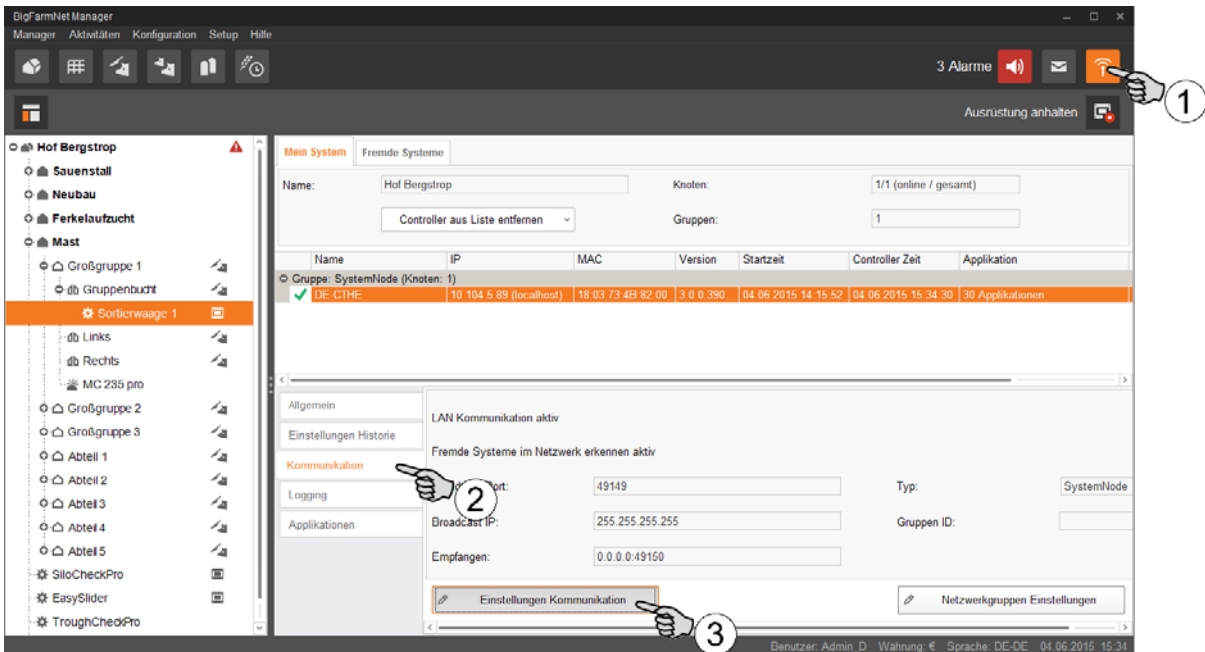 BigFarmNet Manager
Manager Aktivitäten Konfiguration Setup Hilfe
3 Alarme
1
Ausrüstung anhalten
Hof Bergstrop
Sauenstall
Neubau
Ferkelaufzucht
Mast
Großgruppe 1
Gruppenbucht
Sortierwaage 1
Links
Rechts
MC 235 pro
Großgruppe 2
Großgruppe 3
Abteil 1
Abteil 2
Abteil 3
Abteil 4
Abteil 5
SiloCheckPro
EasySlider
TroughCheckPro
Mein System Fremde Systeme
Name: Hof Bergstrop Knoten: 1/1 (online / gesamt)
Controller aus Liste entfernen Gruppen: 1
Name IP MAC Version Startzeit Controller Zeit Applikation
Gruppe: SystemNode (Knoten: 1)
DE-CTHE 10.104.5.89 (localhost) 18:03:73:4B:82:00 3.0.0.390 04.06.2015 14:15:52 04.06.2015 15:34:30 30 Applikationen
Allgemein
Einstellungen Historie
Kommunikation
Logging
Applikationen
2
LAN Kommunikation aktiv
Fremde Systeme im Netzwerk erkennen aktiv
ort: 49149 Typ: SystemNode
Broadcast IP: 255.255.255.255 Gruppen ID:
Empfangen: 0.0.0.0:49150
Einstellungen Kommunikation Netzwerkgruppen Einstellungen
3
Benutzer: Admin_D Währung: € Sprache: DE-DE 04.06.2015 15:34